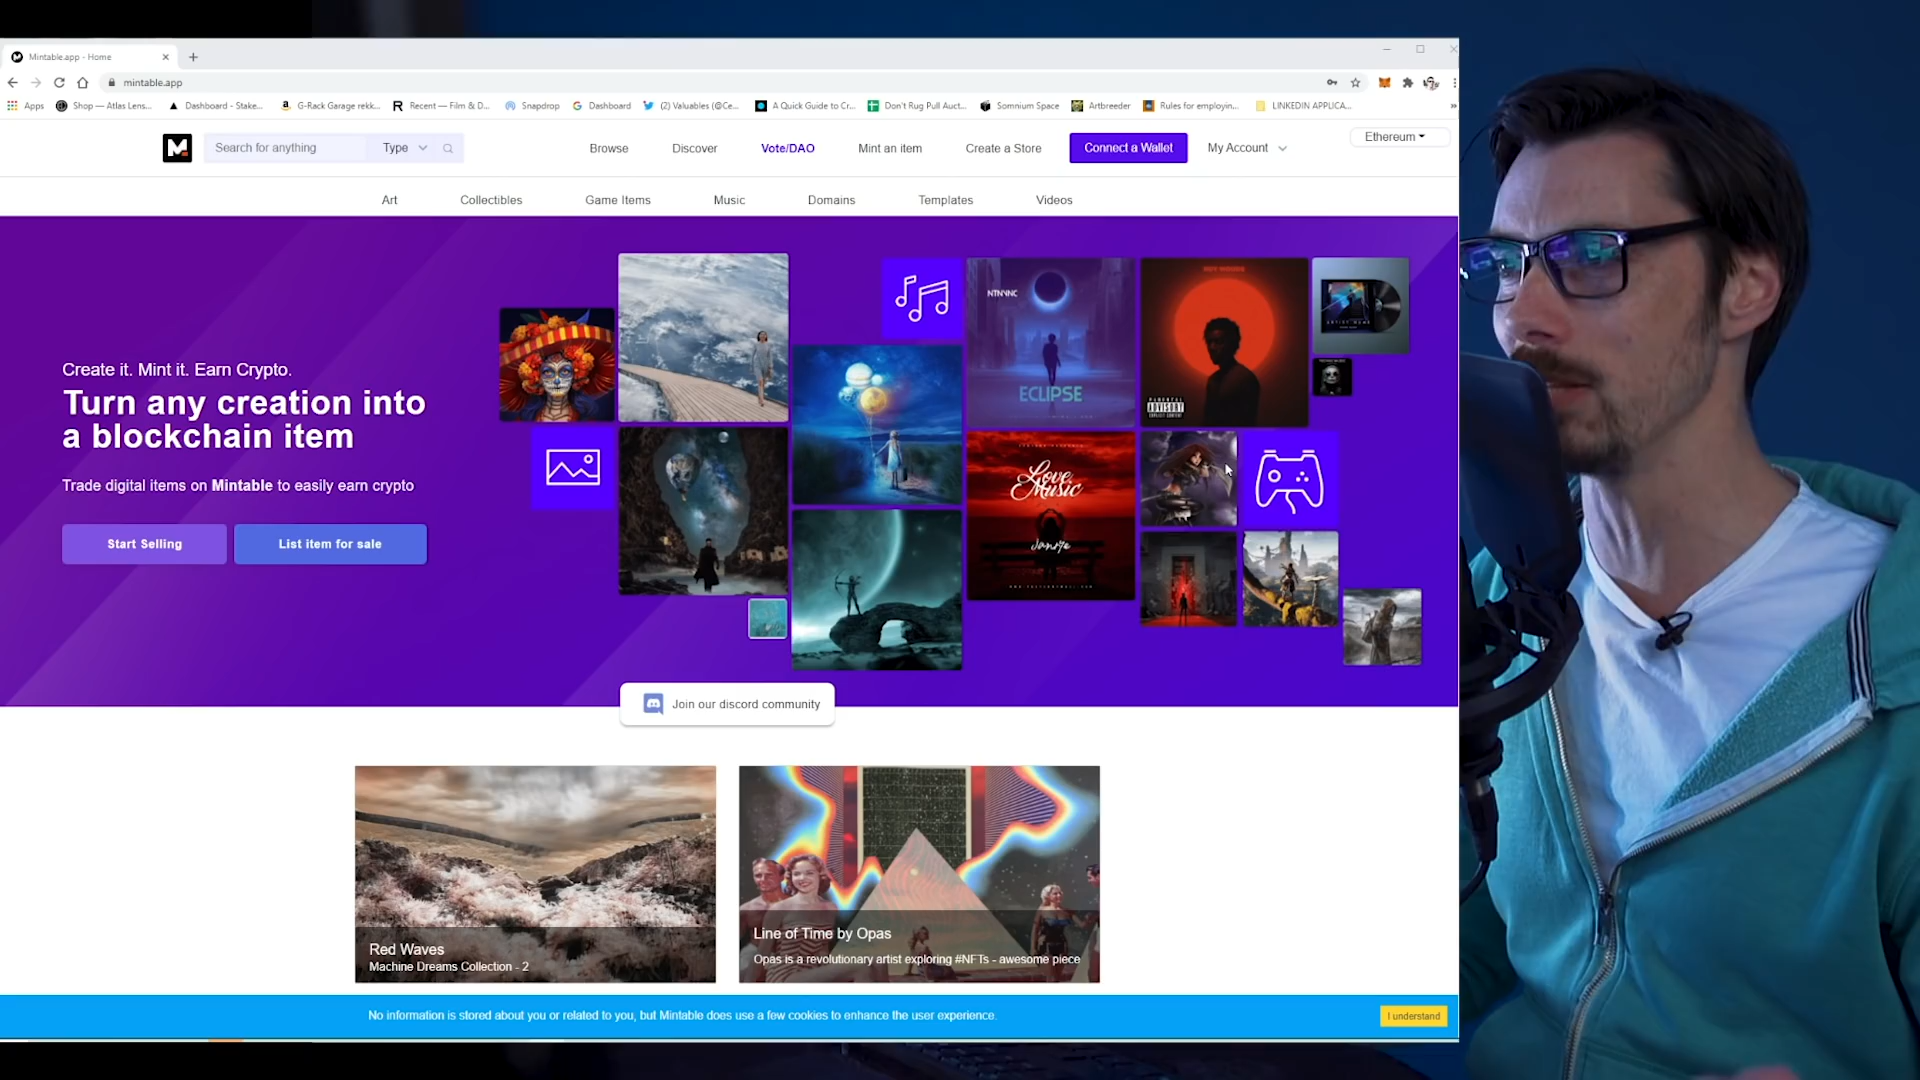 Mintable.app - Home
mintable.app
Apps
Shop — Atlas Lens...
Dashboard - Stake...
G-Rack Garage rekk...
Recent — Film & D...
Snapdrop
Dashboard
(2) Valuables (@Ce...
A Quick Guide to Cr...
Don't Rug Pull Auct...
Somnium Space
Artbreeder
Rules for employin...
LINKEDIN APPLICA...
Search for anything
Type
Browse
Discover
Vote/DAO
Mint an item
Create a Store
Connect a Wallet
My Account
Ethereum
Art
Collectibles
Game Items
Music
Domains
Templates
Videos
Create it. Mint it. Earn Crypto.
Turn any creation into
a blockchain item
Trade digital items on Mintable to easily earn crypto
Start Selling
List item for sale
NTNVNC
ECLIPSE
PARENTAL
ADVISORY
EXPLICIT CONTENT
ARTIST NAME
Love.
Music
Join our discord community
Red Waves
Machine Dreams Collection - 2
Line of Time by Opas
Opas is a revolutionary artist exploring #NFTs - awesome piece
No information is stored about you or related to you, but Mintable does use a few cookies to enhance the user experience.
I understand